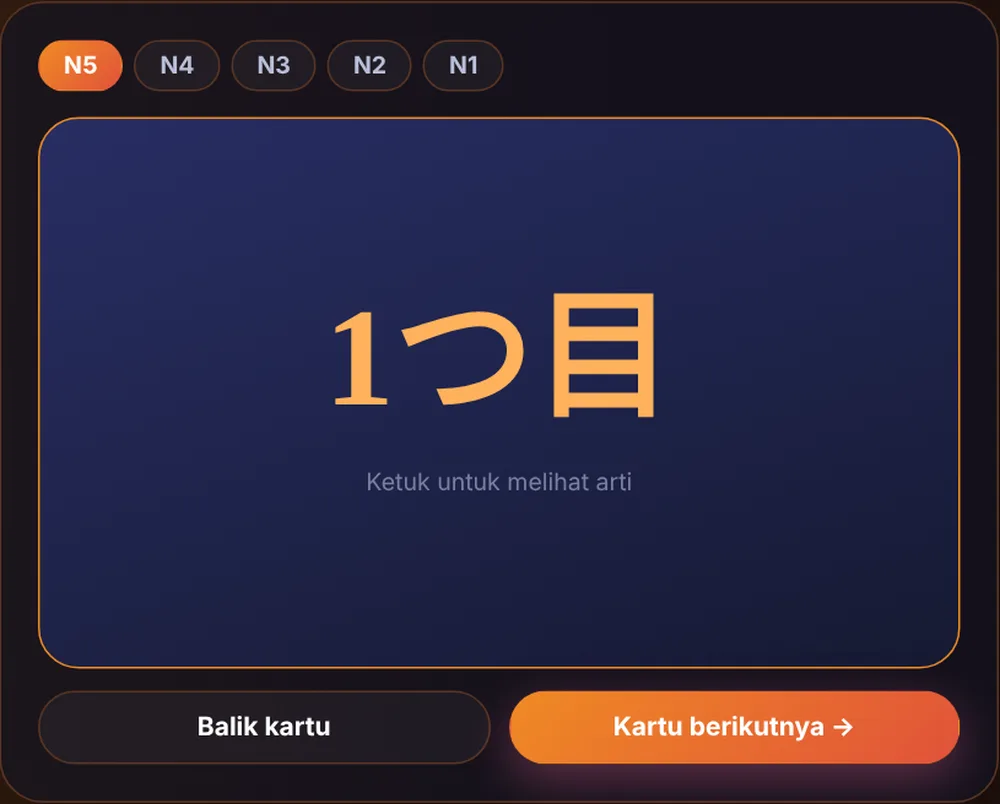 N5 N4 N3 N2 N1
1つ目
Ketuk untuk melihat arti
Balik kartu
Kartu berikutnya →